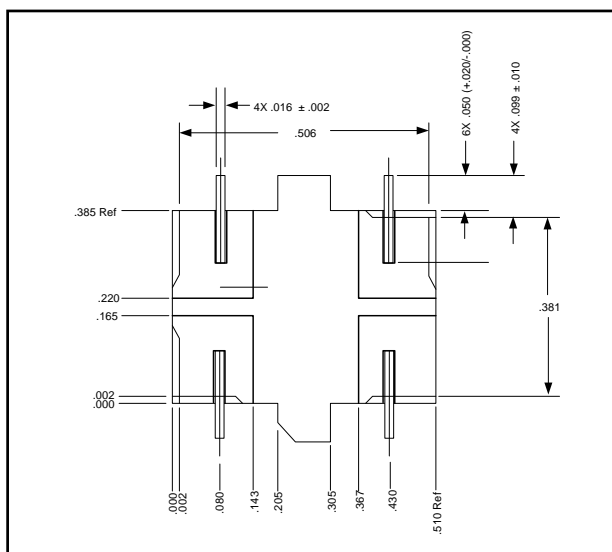 4X .016 ±.002
.506
6X .050 (+.020/-.000)
4X .099 ±.010
.385 Ref
.220
.165
.381
.002
.000
.000
.002
.080
.143
.205
.305
.367
.430
.510 Ref